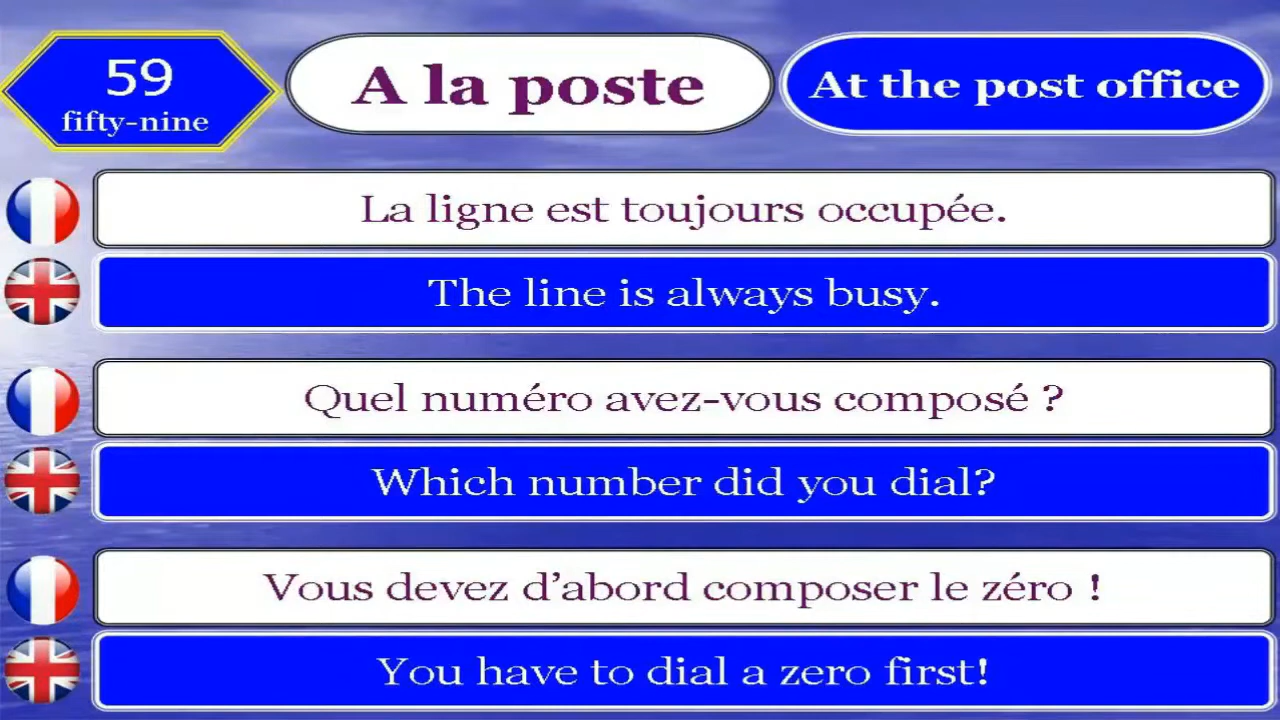 59
fifty-nine
A la poste
At the post office
La ligne est toujours occupée.
The line is always busy.
Quel numéro avez-vous composé ?
Which number did you dial?
Vous devez d’abord composer le zéro !
You have to dial a zero first!